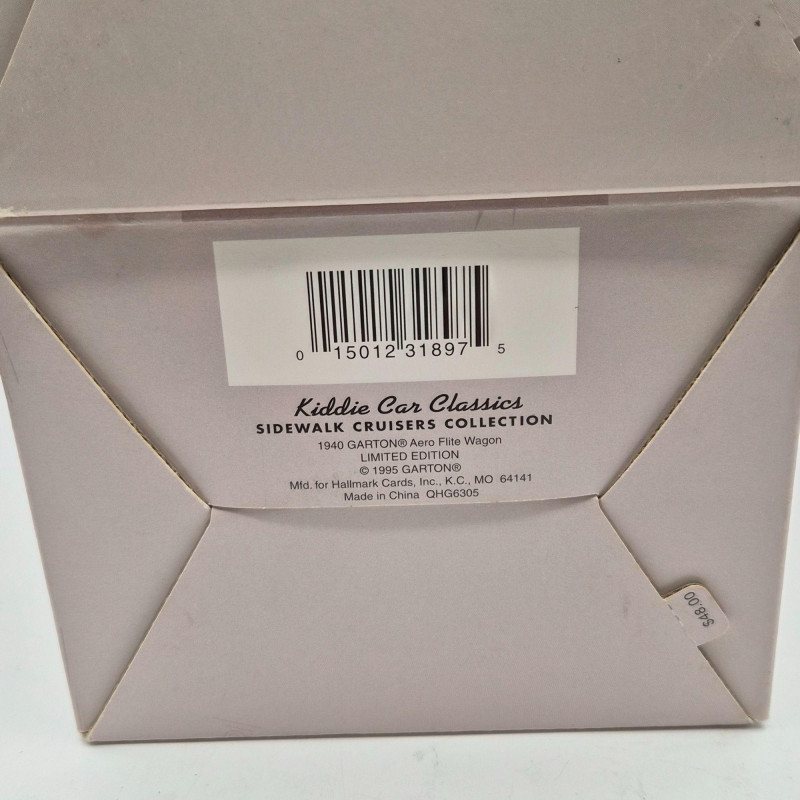 0 15012 31897 5
Kiddie Car Classics
SIDEWALK CRUISERS COLLECTION
1940 GARTON® Aero Flite Wagon
LIMITED EDITION
© 1995 GARTON®
Mfd. for Hallmark Cards, Inc., K.C., MO 64141
Made in China QHG6305
$48.00